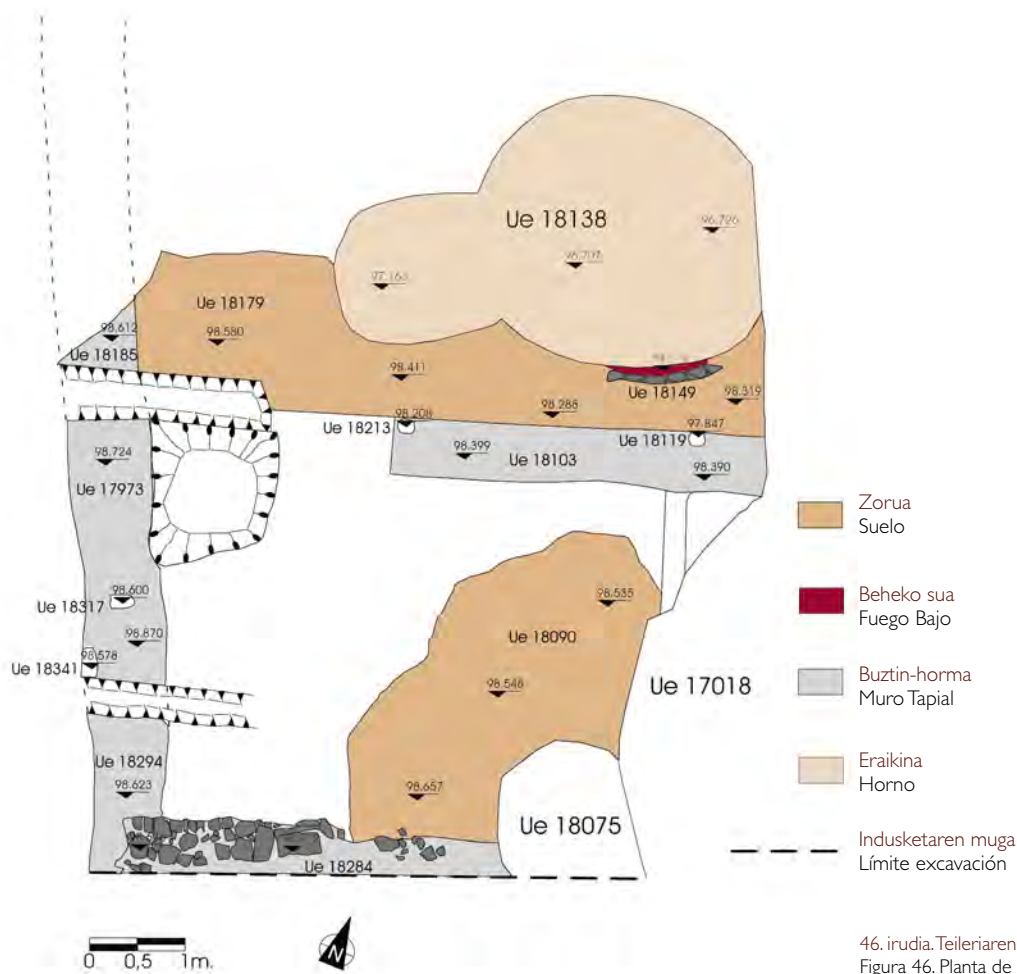 Ue 18138
96.726
96.707
97.163
Ue 18179
98.580
98.612
Ue 18185
98.411
Ue 18149
98.319
98.288
98.208
Ue 18213
97.847
Ue 18119
98.399
Ue 18103
98.390
98.724
Ue 17973
Zorua
Suelo
98.600
Ue 18317
98.535
Beheko sua
Fuego Bajo
98.870
Ue 18090
98.578
Ue 18341
Ue 17018
98.548
Buztin-horma
Muro Tapial
Ue 18294
98.623
98.657
Eraikina
Horno
Ue 18075
Ue 18284
Indusketaren muga
Límite excavación
0 0,5 1m.
N
46. irudia. Teileriaren
Figura 46. Planta de